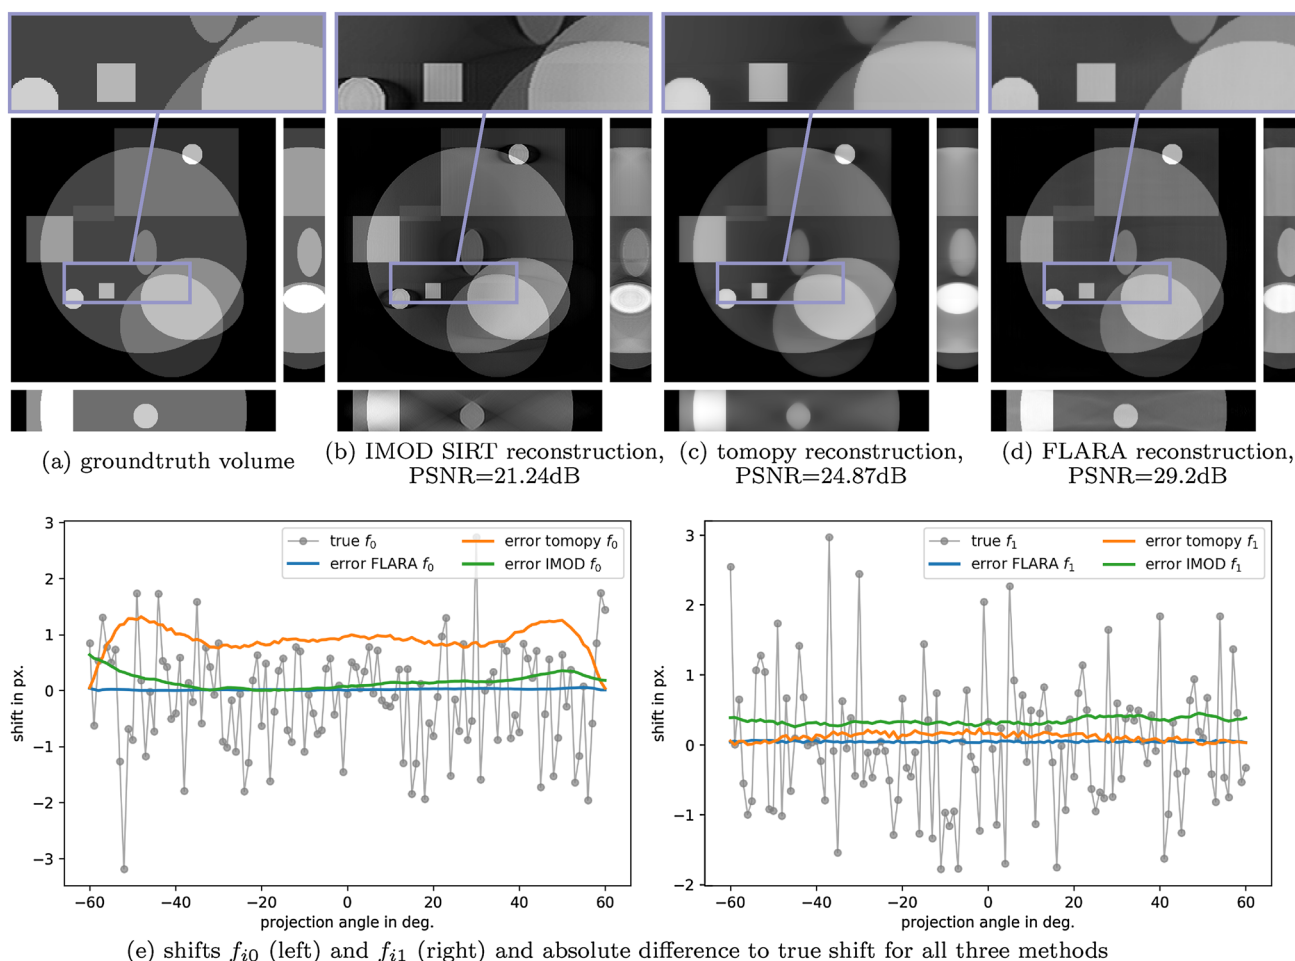 (a) groundtruth volume
(b) IMOD SIRT reconstruction,
PSNR=21.24dB
(c) tomopy reconstruction,
PSNR=24.87dB
(d) FLARA reconstruction,
PSNR=29.2dB
3
2
1
0
−1
−2
−3
shift in px.
true f0
error FLARA f0
error tomopy f0
error IMOD f0
−60 −40 −20 0 20 40 60
projection angle in deg.
3
2
1
0
−1
−2
shift in px.
true f1
error FLARA f1
error tomopy f1
error IMOD f1
−60 −40 −20 0 20 40 60
projection angle in deg.
(e) shifts fi0 (left) and fi1 (right) and absolute difference to true shift for all three methods